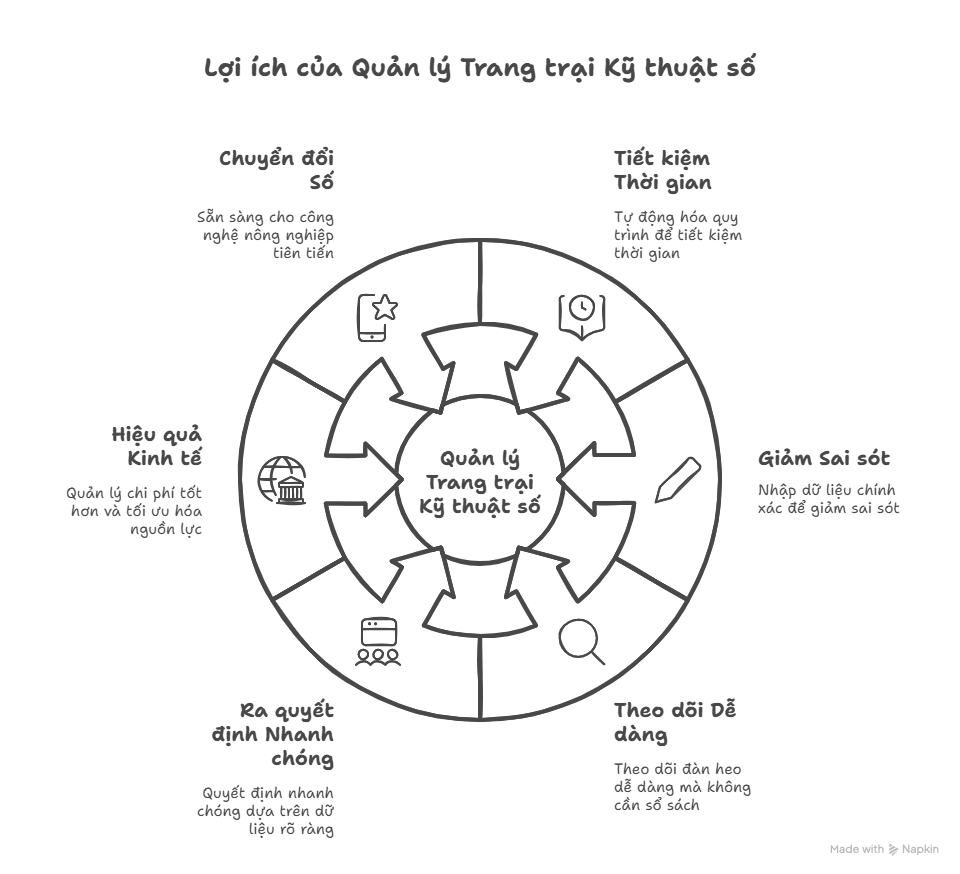 Lợi ích của Quản lý Trang trại Kỹ thuật số
Chuyển đổi
Số
Sẵn sàng cho công
nghệ nông nghiệp
tiên tiến
Tiết kiệm
Thời gian
Tự động hóa quy
trình để tiết kiệm
thời gian
Hiệu quả
Kinh tế
Quản lý chi phí tốt
hơn và tối ưu hóa
nguồn lực
Quản lý
Trang trại
Kỹ thuật số
Giảm Sai sót
Nhập dữ liệu chính
xác để giảm sai sót
Ra quyết
định Nhanh
chóng
Quyết định nhanh
chóng dựa trên dữ
liệu rõ ràng
Theo dõi Dễ
dàng
Theo dõi đàn heo
dễ dàng mà không
cần sổ sách
Made with Napkin